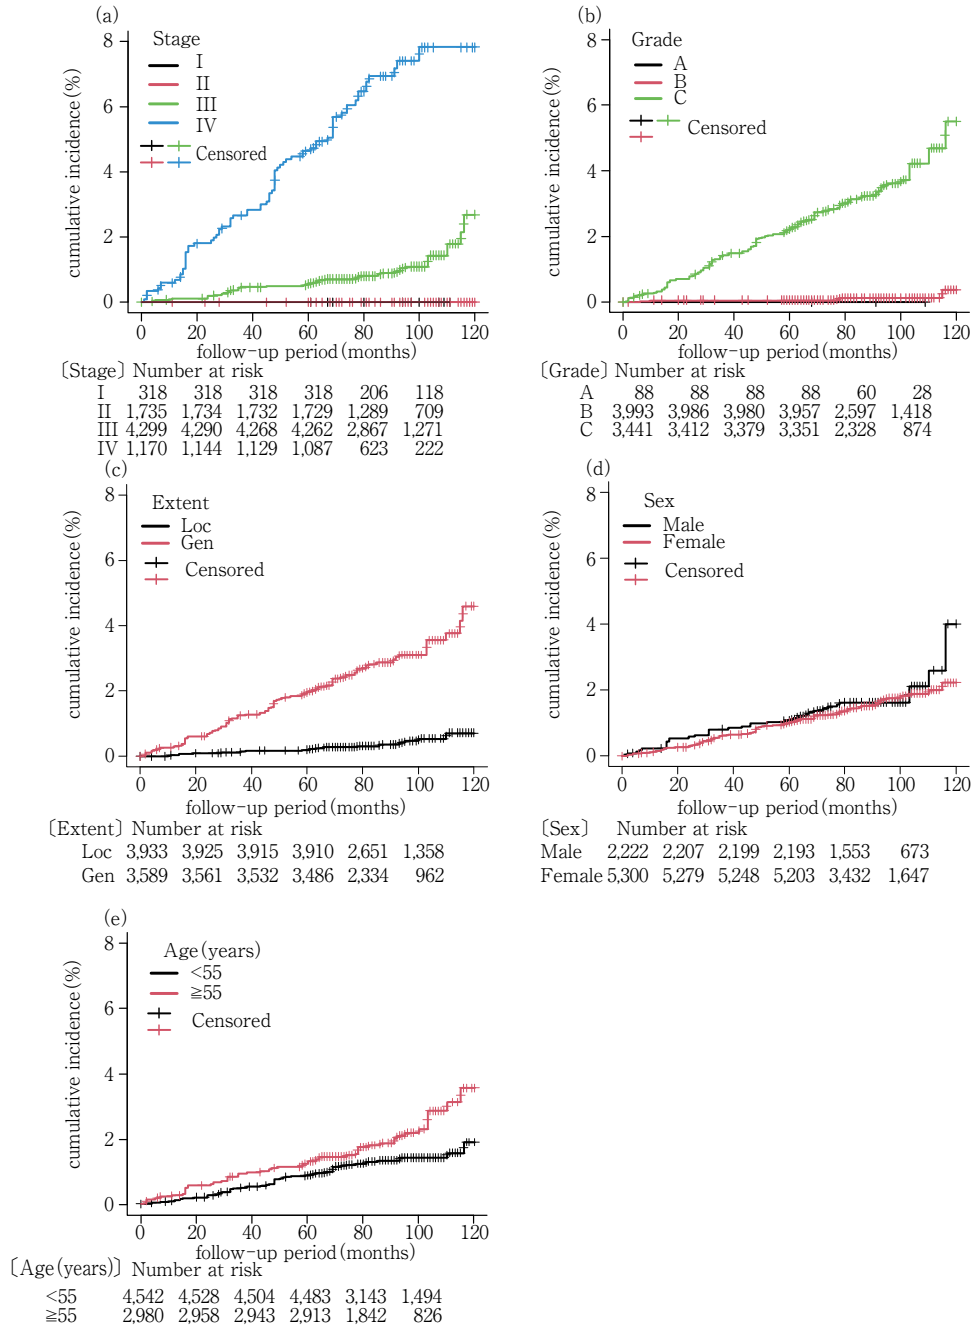 (a)
Stage
I
II
III
IV
Censored
cumulative incidence (%)
8
6
4
2
0
0 20 40 60 80 100 120
follow-up period (months)
〔Stage〕 Number at risk
I 318 318 318 318 206 118
II 1,735 1,734 1,732 1,729 1,289 709
III 4,299 4,290 4,268 4,262 2,867 1,271
IV 1,170 1,144 1,129 1,087 623 222
(b)
Grade
A
B
C
Censored
cumulative incidence (%)
8
6
4
2
0
0 20 40 60 80 100 120
follow-up period (months)
〔Grade〕 Number at risk
A 88 88 88 88 60 28
B 3,993 3,986 3,980 3,957 2,597 1,418
C 3,441 3,412 3,379 3,351 2,328 874
(c)
Extent
Loc
Gen
Censored
cumulative incidence (%)
8
6
4
2
0
0 20 40 60 80 100 120
follow-up period (months)
〔Extent〕 Number at risk
Loc 3,933 3,925 3,915 3,910 2,651 1,358
Gen 3,589 3,561 3,532 3,486 2,334 962
(d)
Sex
Male
Female
Censored
cumulative incidence (%)
8
6
4
2
0
0 20 40 60 80 100 120
follow-up period (months)
〔Sex〕 Number at risk
Male 2,222 2,207 2,199 2,193 1,553 673
Female 5,300 5,279 5,248 5,203 3,432 1,647
(e)
Age (years)
<55
≧55
Censored
cumulative incidence (%)
8
6
4
2
0
0 20 40 60 80 100 120
follow-up period (months)
〔Age (years)〕 Number at risk
<55 4,542 4,528 4,504 4,483 3,143 1,494
≧55 2,980 2,958 2,943 2,913 1,842 826